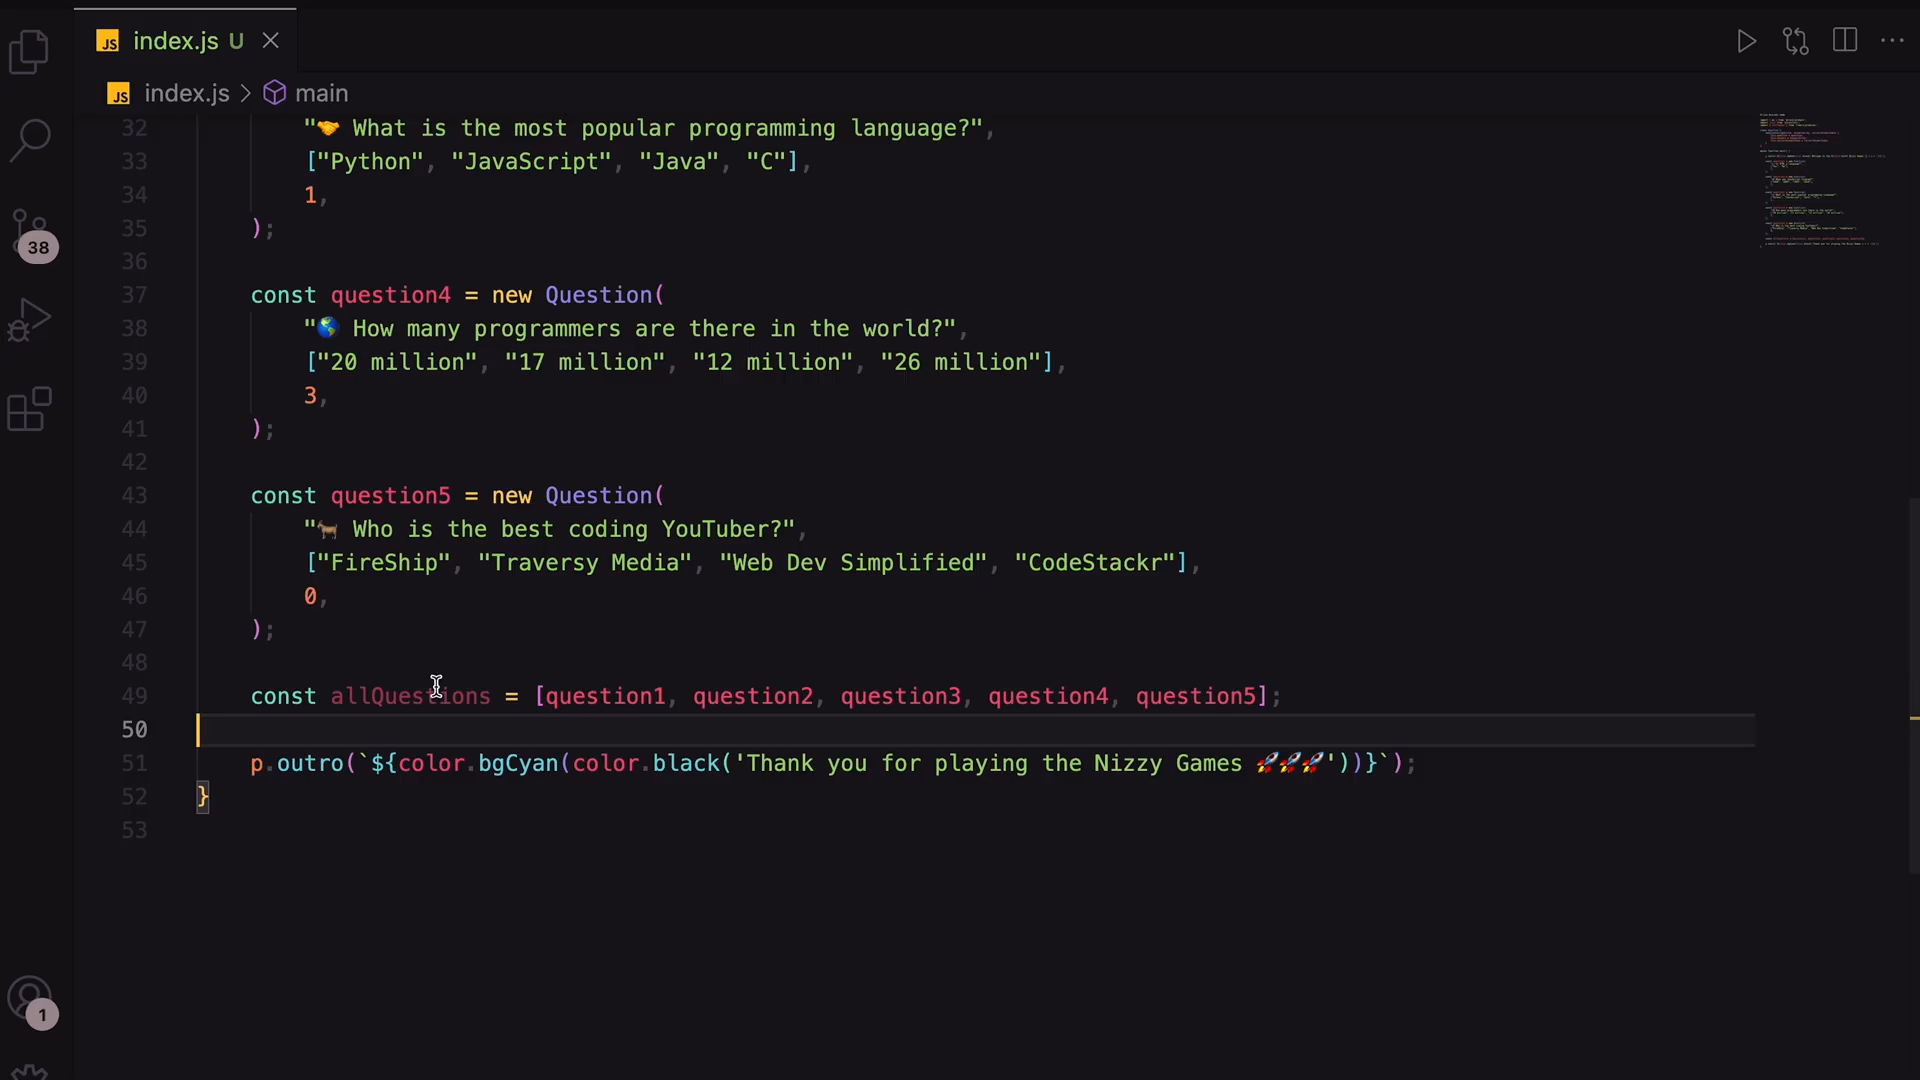 JS index.js U
JS index.js > main
32 "🤝 What is the most popular programming language?",
33 ["Python", "JavaScript", "Java", "C"],
34 1,
35 );
36
37 const question4 = new Question(
38 "🌎 How many programmers are there in the world?",
39 ["20 million", "17 million", "12 million", "26 million"],
40 3,
41 );
42
43 const question5 = new Question(
44 "🐐 Who is the best coding YouTuber?",
45 ["FireShip", "Traversy Media", "Web Dev Simplified", "CodeStackr"],
46 0,
47 );
48
49 const allQuestions = [question1, question2, question3, question4, question5];
50
51 p.outro(`${color.bgCyan(color.black('Thank you for playing the Nizzy Games 🚀🚀🚀'))}`);
52 }
53
38
1